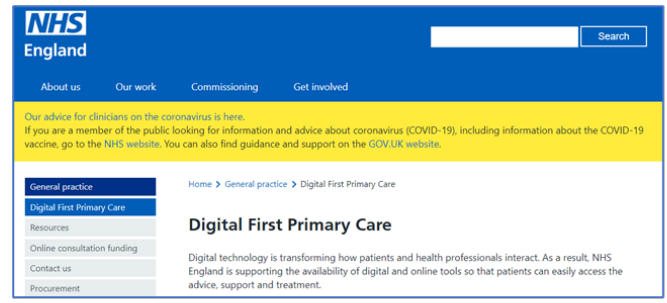 NHS
England
Search
About us Our work Commissioning Get involved
Our advice for clinicians on the coronavirus is here.
If you are a member of the public looking for information and advice about coronavirus (COVID-19), including information about the COVID-19
vaccine, go to the NHS website. You can also find guidance and support on the GOV.UK website.
General practice
Digital First Primary Care
Resources
Online consultation funding
Contact us
Procurement
Home > General practice > Digital First Primary Care
Digital First Primary Care
Digital technology is transforming how patients and health professionals interact. As a result, NHS
England is supporting the availability of digital and online tools so that patients can easily access the
advice, support and treatment.